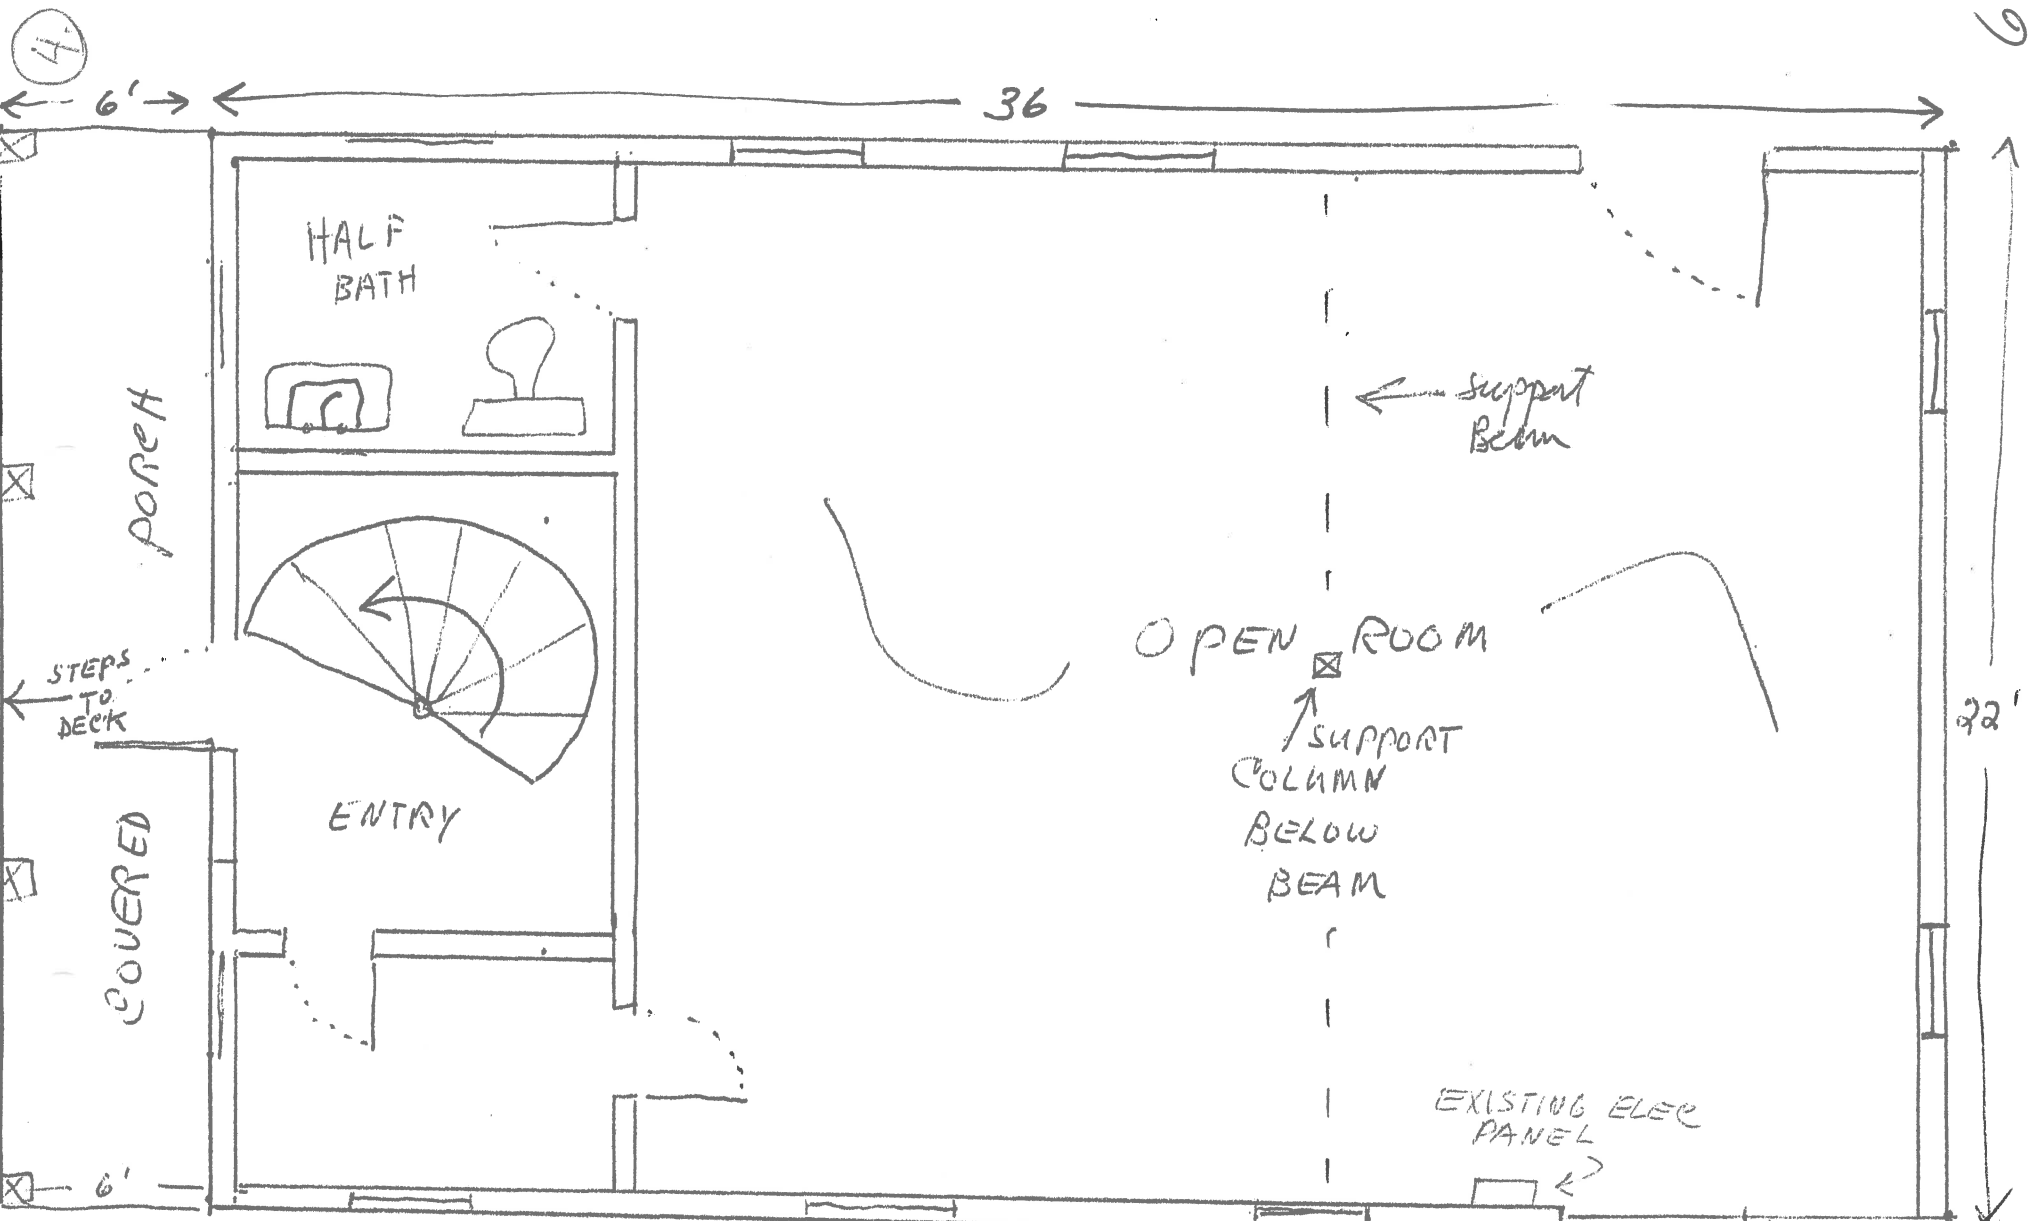 4.
6
6'
36
HALF
BATH
support
Beam
PORCH
OPEN ROOM
STEPS
TO
DECK
22'
SUPPORT
COLUMN
BELOW
BEAM
ENTRY
COVERED
EXISTING ELEC
PANEL
6'